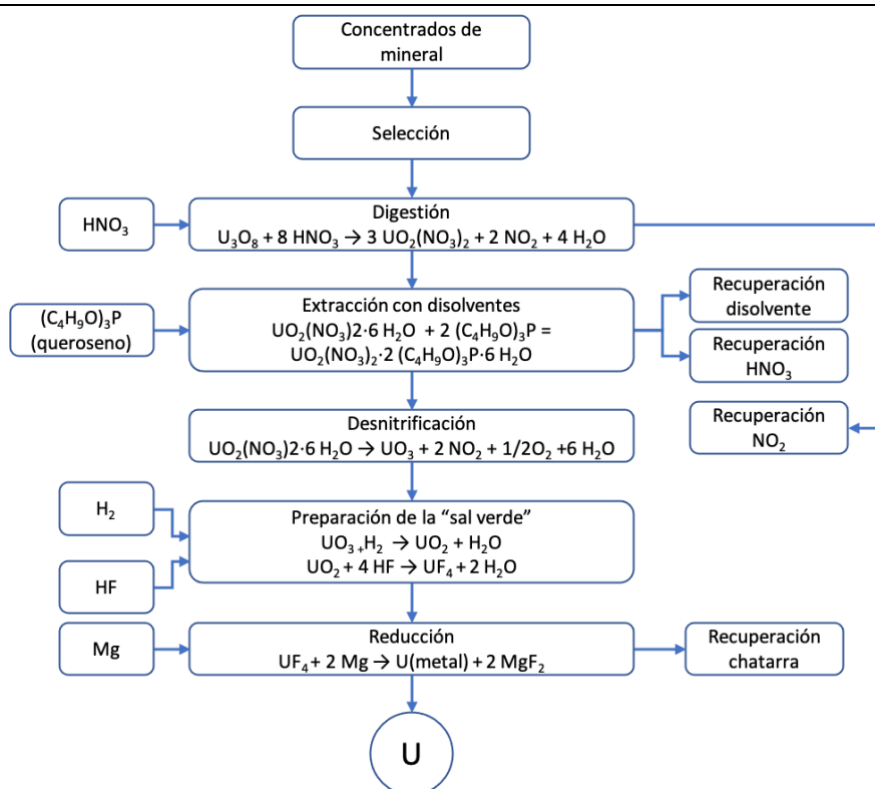 Concentrados de
mineral
Selección
HNO₃
Digestión
U₃O₈ + 8 HNO₃ → 3 UO₂(NO₃)₂ + 2 NO₂ + 4 H₂O
(C₄H₉O)₃P
(queroseno)
Extracción con disolventes
UO₂(NO₃)2·6 H₂O + 2 (C₄H₉O)₃P =
UO₂(NO₃)₂·2 (C₄H₉O)₃P·6 H₂O
Recuperación
disolvente
Recuperación
HNO₃
Desnitrificación
UO₂(NO₃)2·6 H₂O → UO₃ + 2 NO₂ + 1/2O₂ +6 H₂O
Recuperación
NO₂
H₂
HF
Preparación de la “sal verde”
UO₃ ₊H₂ → UO₂ + H₂O
UO₂ + 4 HF → UF₄ + 2 H₂O
Mg
Reducción
UF₄ + 2 Mg → U(metal) + 2 MgF₂
Recuperación
chatarra
U